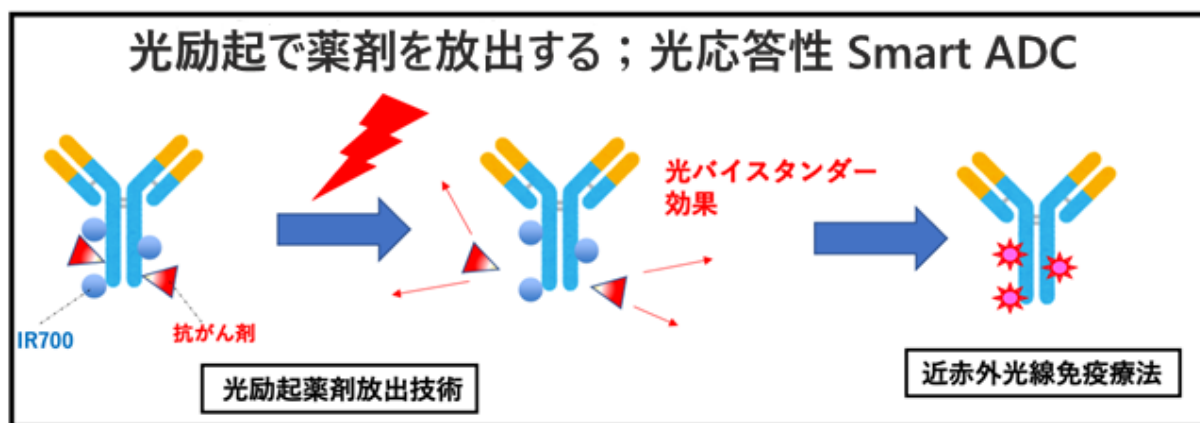 光励起で薬剤を放出する；光応答性 Smart ADC
光バイスタンダー
効果
IR700
抗がん剤
光励起薬剤放出技術
近赤外光線免疫療法